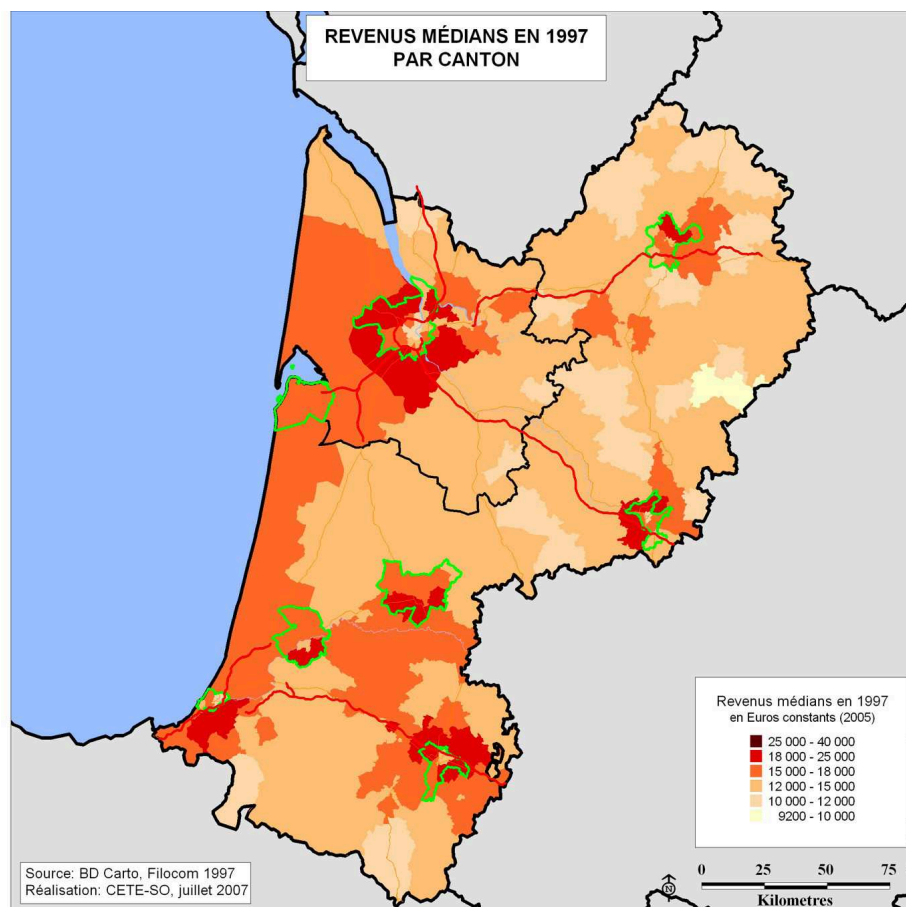 REVENUS MÉDIANS EN 1997
PAR CANTON
Revenus médians en 1997
en Euros constants (2005)
25 000 - 40 000
18 000 - 25 000
15 000 - 18 000
12 000 - 15 000
10 000 - 12 000
9200 - 10 000
Source: BD Carto, Filocom 1997
Réalisation: CETE-SO, juillet 2007
N
0 25 50 75
Kilometres